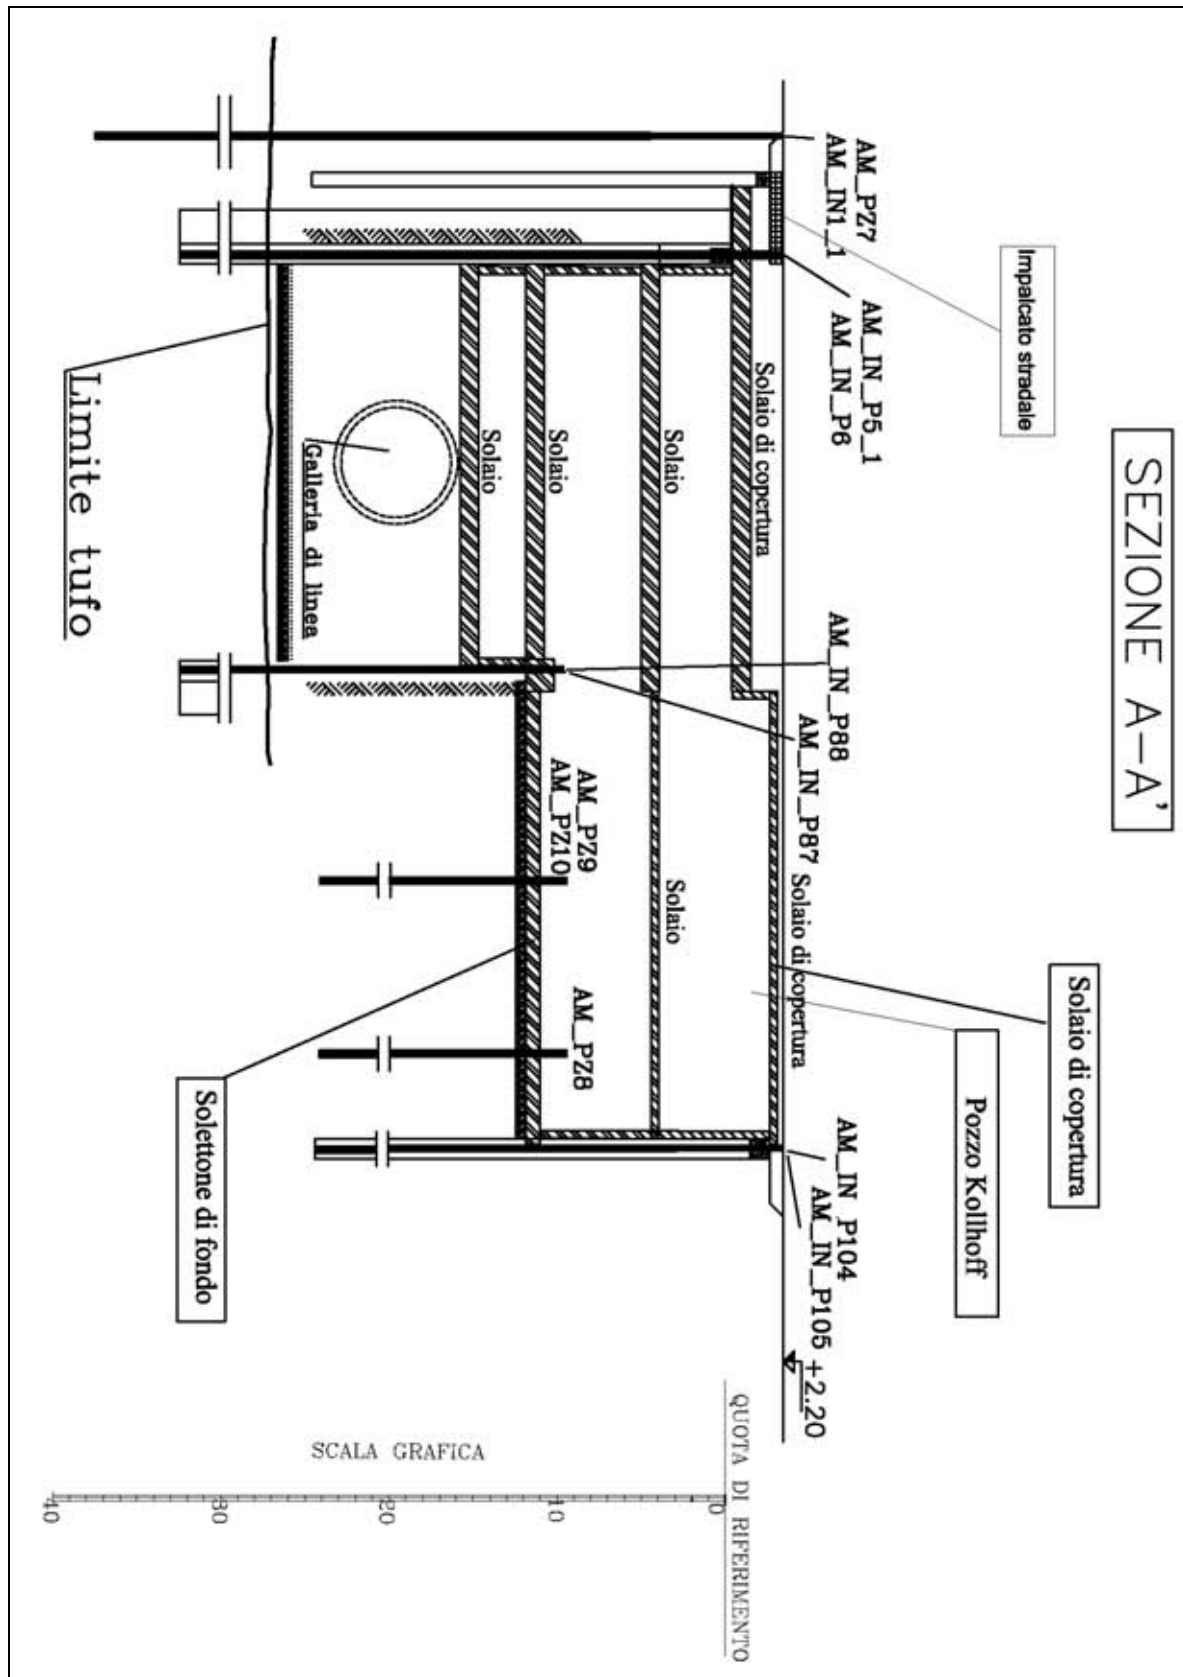 SEZIONE A-A'
Impalcato stradale
Solaio di copertura
Pozzo Kollhoff
AM_PZ7
AM_IN1_1
AM_IN_P5_1
AM_IN_P6
AM_IN_P88
AM_IN_P87
AM_IN_P104
AM_IN_P105
+2.20
Solaio di copertura
Solaio di copertura
Solaio
Solaio
Solaio
Solaio
AM_PZ9
AM_PZ10
AM_PZ8
Galleria di linea
Limite tufo
Solettone di fondo
QUOTA DI RIFERIMENTO
SCALA GRAFICA
0
10
20
30
40